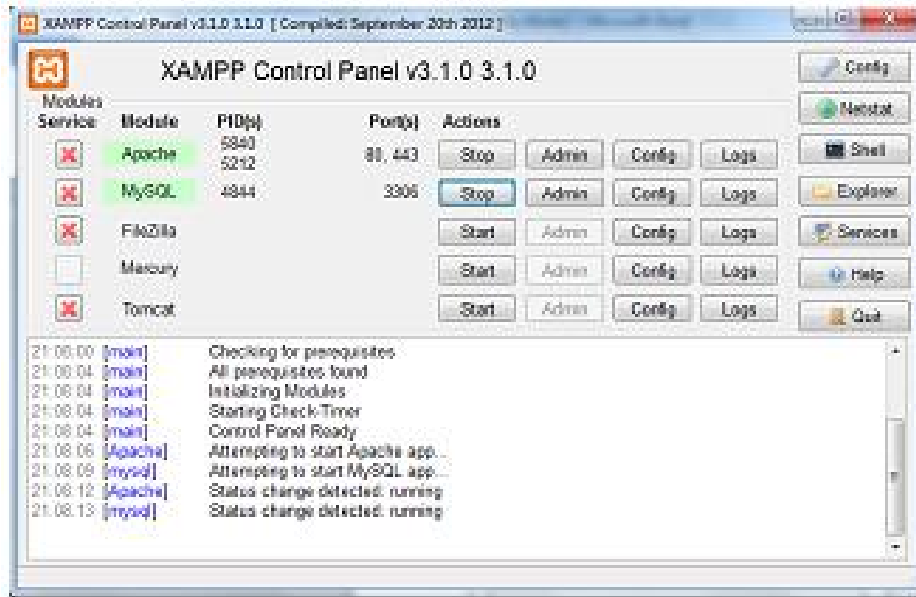 XAMPP Control Panel v3.1.0 3.1.0 [ Compiled: September 20th 2012 ]
XAMPP Control Panel v3.1.0 3.1.0
Config
Modules
Netstat
Service Module PID(s) Port(s) Actions
Apache 5840 5212 80, 443 Stop Admin Config Logs
Shell
MySQL 4844 3306 Stop Admin Config Logs
Explorer
FileZilla Start Admin Config Logs
Services
Mercury Start Admin Config Logs
Help
Tomcat Start Admin Config Logs
Quit
21:08:00 [main] Checking for prerequisites
21:08:04 [main] All prerequisites found
21:08:04 [main] Initializing Modules
21:08:04 [main] Starting Check-Timer
21:08:04 [main] Control Panel Ready
21:08:06 [Apache] Attempting to start Apache app...
21:08:09 [mysql] Attempting to start MySQL app...
21:08:12 [Apache] Status change detected: running
21:08:13 [mysql] Status change detected: running